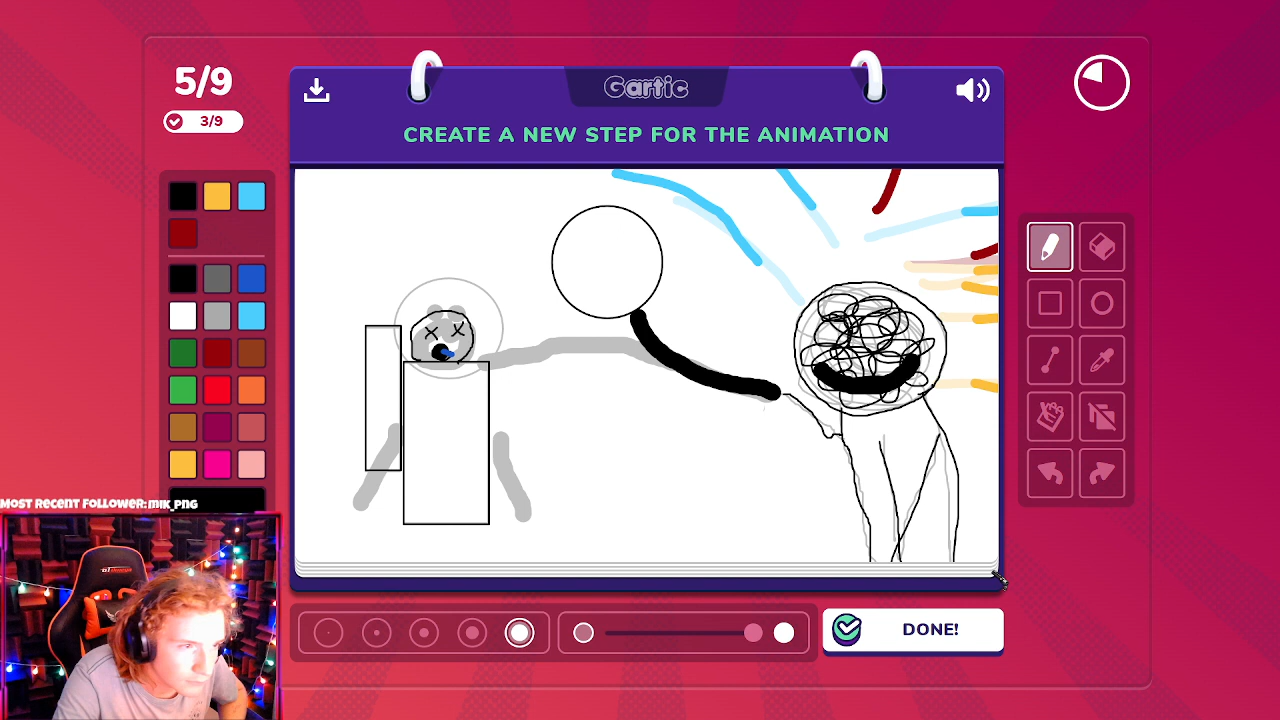 5/9
3/9
Gartic
CREATE A NEW STEP FOR THE ANIMATION
MOST RECENT FOLLOWER: MIK_PNG
DONE!